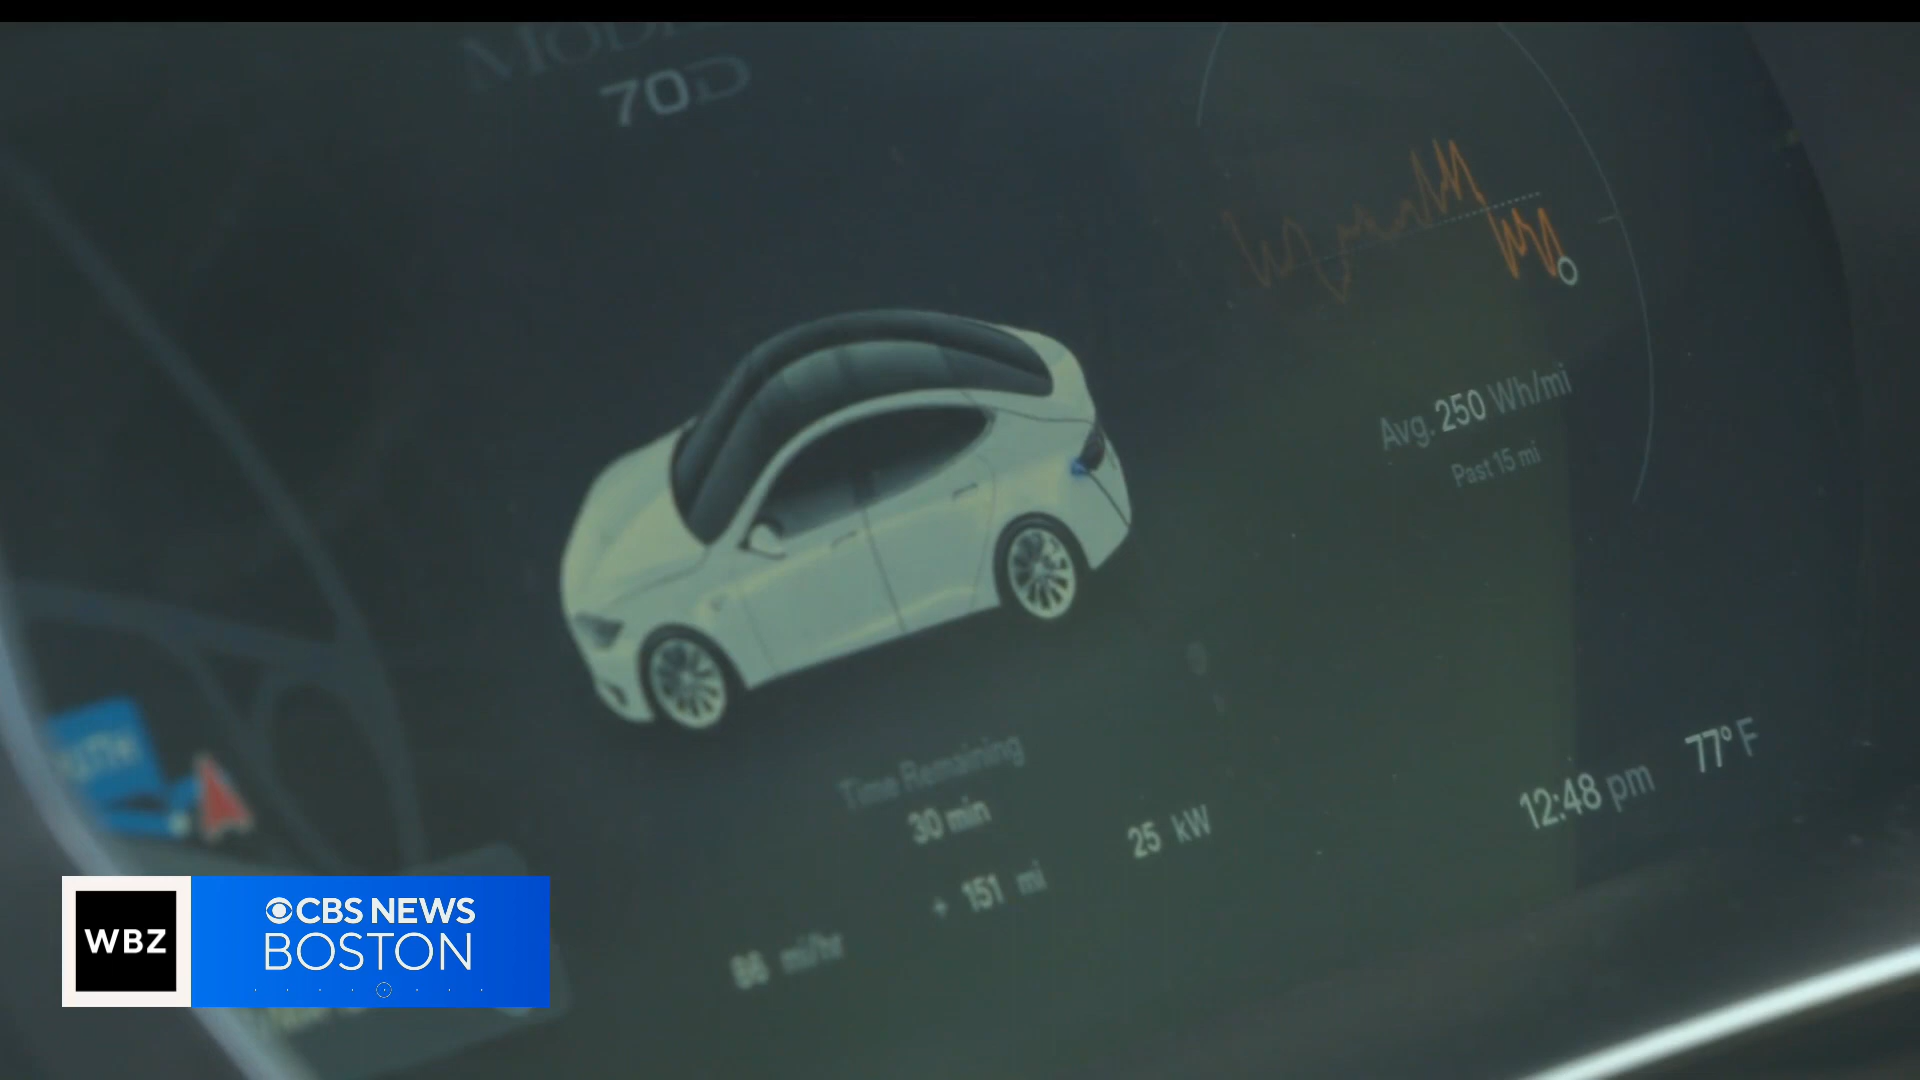 70D
Avg. 250 Wh/mi
Past 15 mi
Time Remaining
30 min
25 kW
+ 151 mi
86 mi/hr
12:48 pm
77° F
WBZ
CBS NEWS
BOSTON